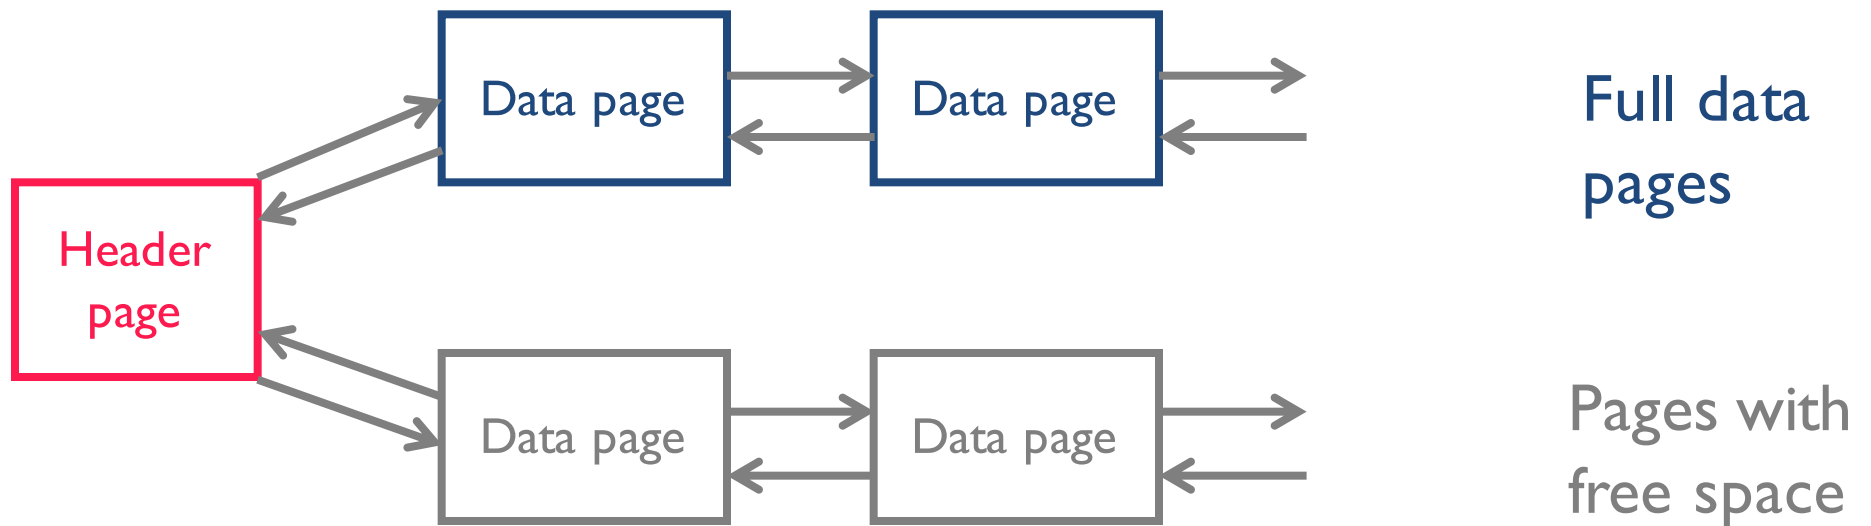 Data page
Data page
Full data
pages
Header
page
Data page
Data page
Pages with
free space